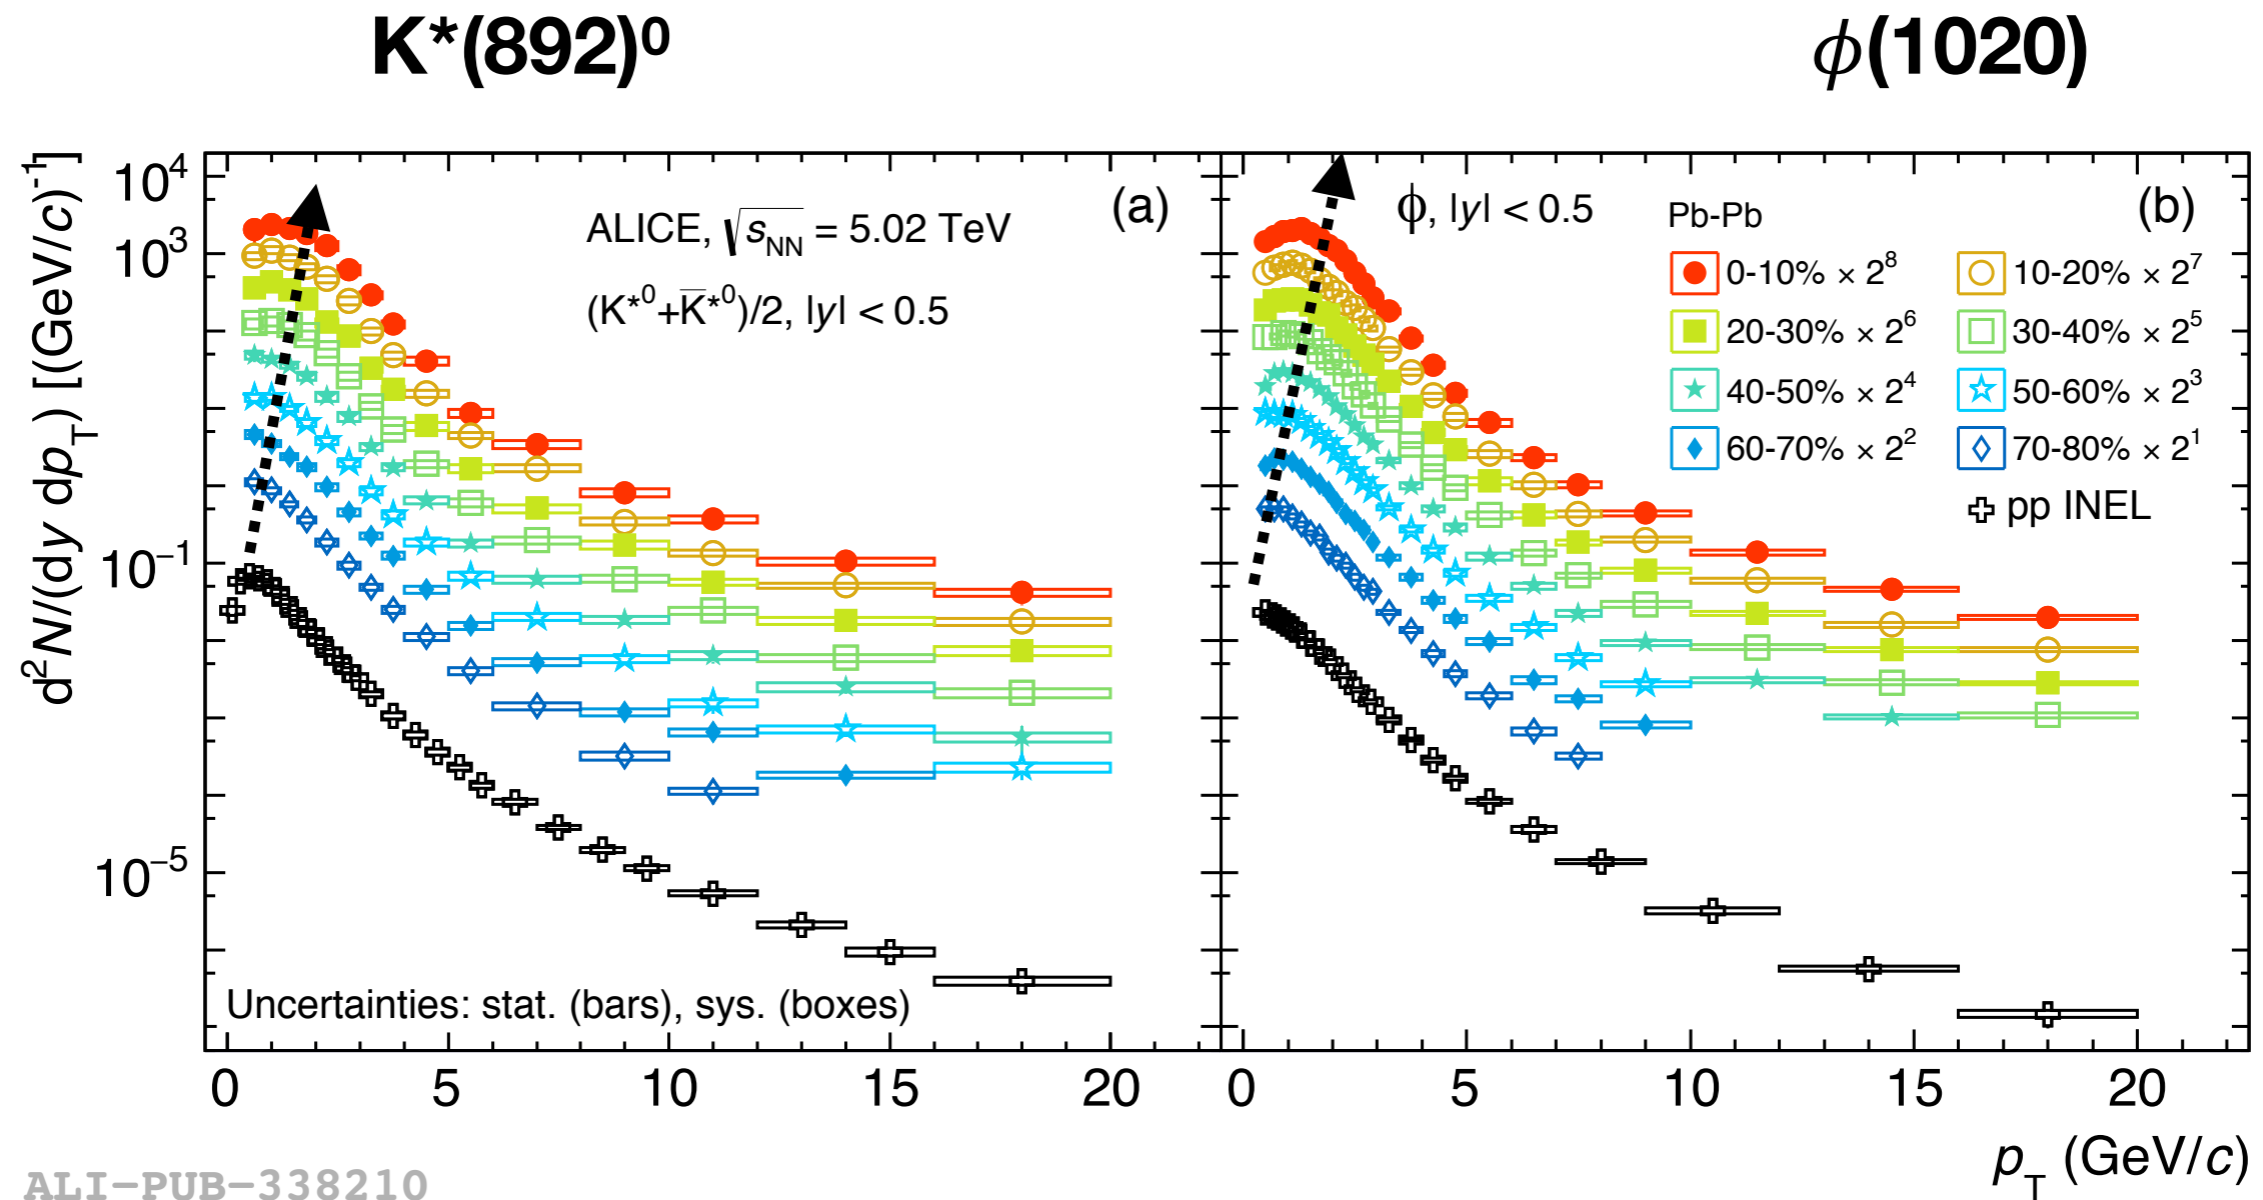 K*(892)⁰
ϕ(1020)
d²N/(dy dp_T) [(GeV/c)⁻¹]
10⁴
10³
10⁻¹
10⁻⁵
ALICE, √s_NN = 5.02 TeV
(K*⁰+K̅*⁰)/2, |y| < 0.5
(a)
Uncertainties: stat. (bars), sys. (boxes)
0 5 10 15 20
ϕ, |y| < 0.5
(b)
Pb-Pb
0-10% × 2⁸
10-20% × 2⁷
20-30% × 2⁶
30-40% × 2⁵
40-50% × 2⁴
50-60% × 2³
60-70% × 2²
70-80% × 2¹
pp INEL
0 5 10 15 20
p_T (GeV/c)
ALI-PUB-338210